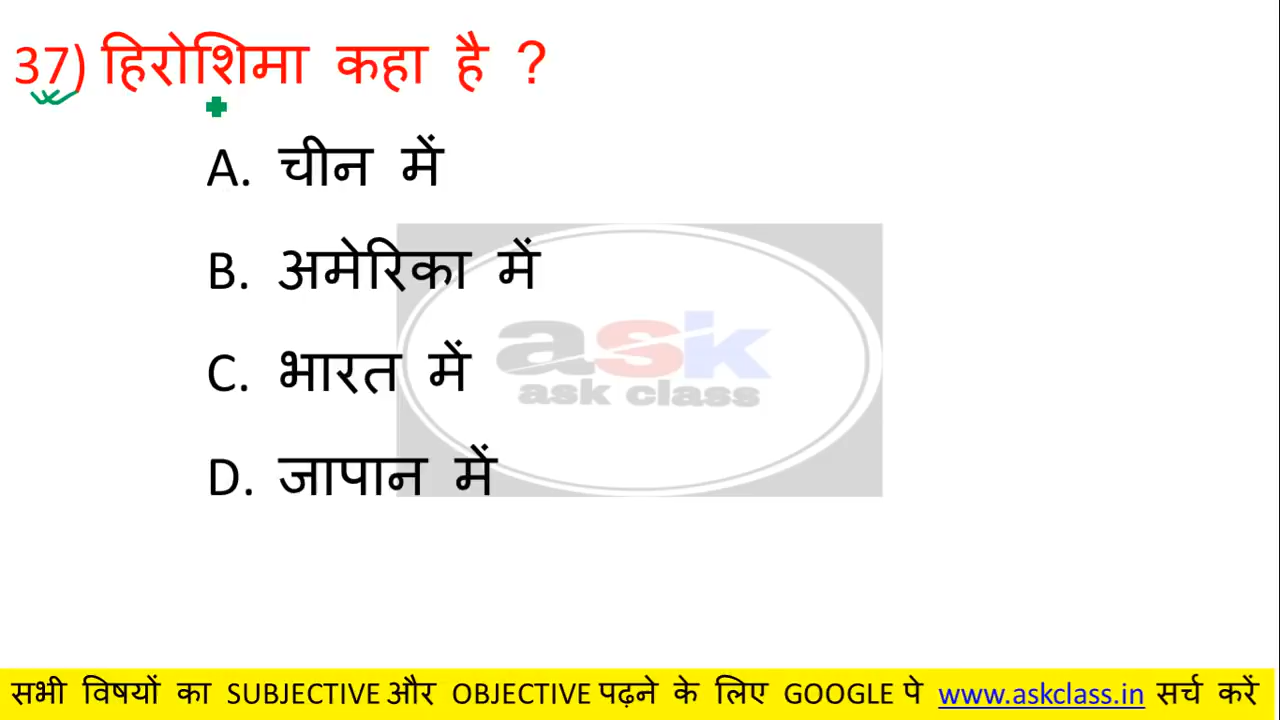 37) हिरोशिमा कहा है ?
A. चीन में
B. अमेरिका में
C. भारत में
D. जापान में
ask
ask class
सभी विषयों का SUBJECTIVE और OBJECTIVE पढ़ने के लिए GOOGLE पे www.askclass.in सर्च करें